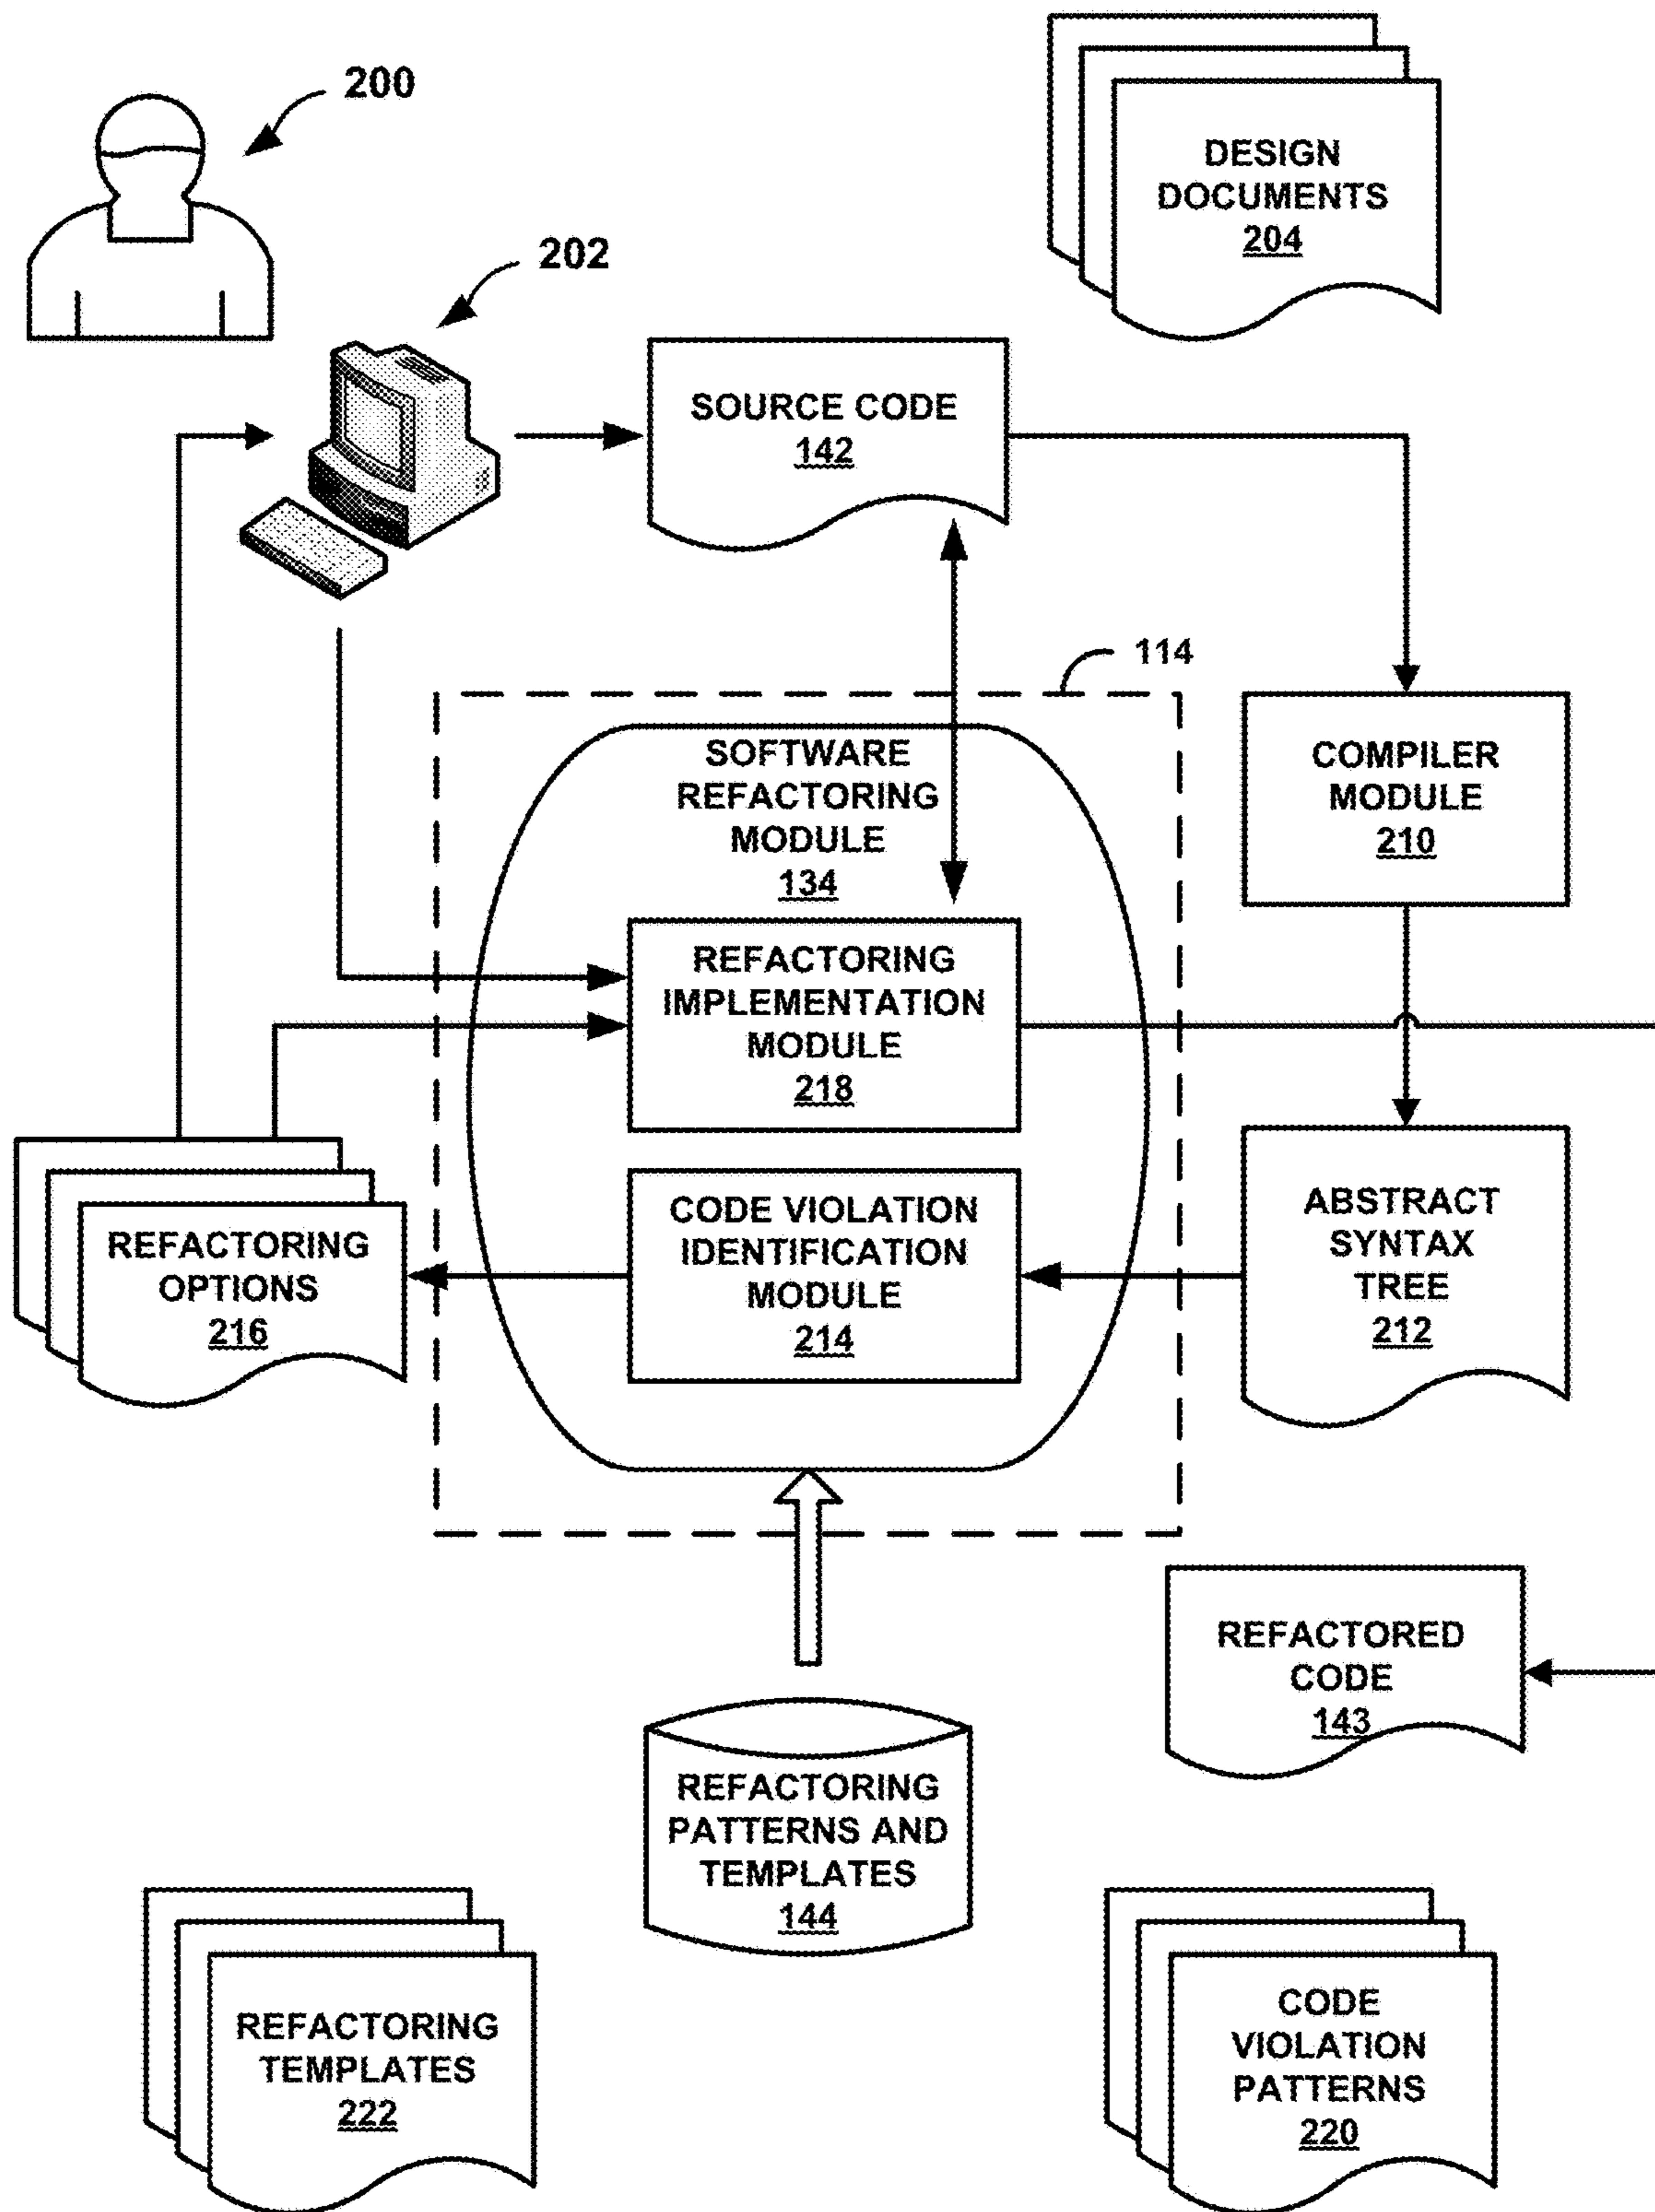 200
DESIGN
DOCUMENTS
204
202
SOURCE CODE
142
114
SOFTWARE
REFACTORING
MODULE
134
COMPILER
MODULE
210
REFACTORING
IMPLEMENTATION
MODULE
218
CODE VIOLATION
IDENTIFICATION
MODULE
214
ABSTRACT
SYNTAX
TREE
212
REFACTORING
OPTIONS
216
REFACTORED
CODE
143
REFACTORING
PATTERNS AND
TEMPLATES
144
REFACTORING
TEMPLATES
222
CODE
VIOLATION
PATTERNS
220